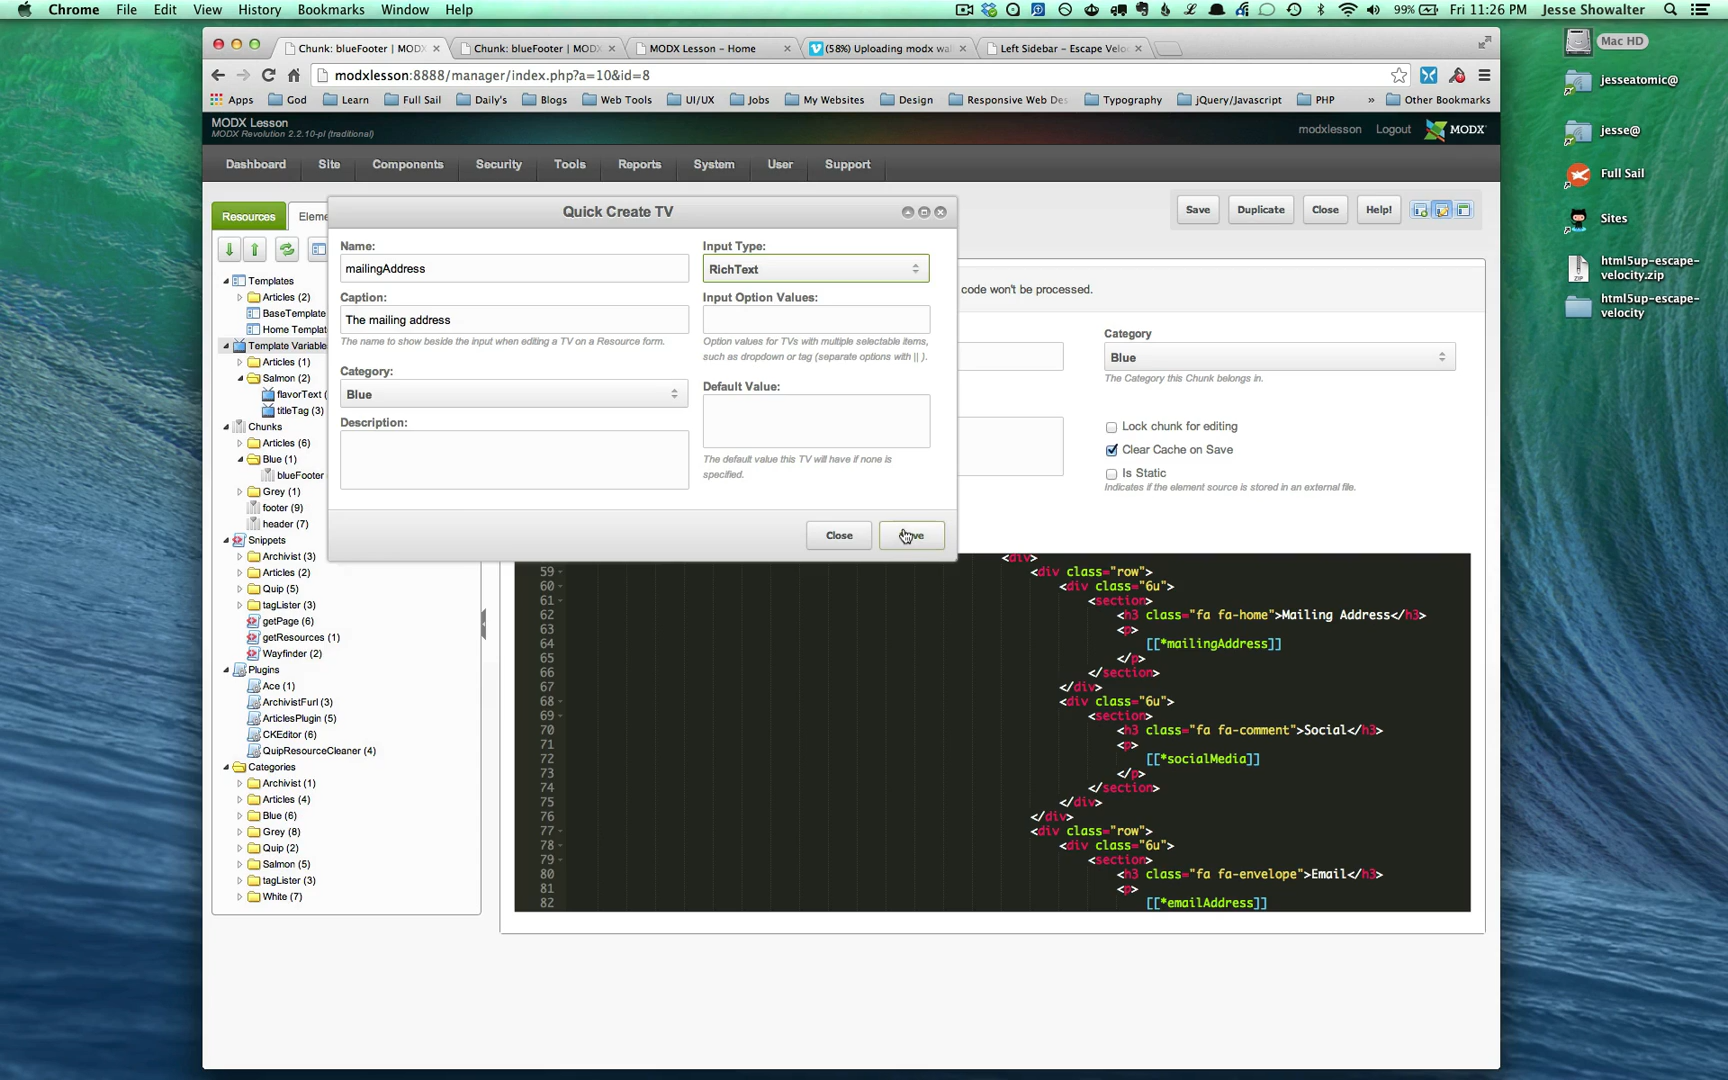 Chrome File Edit View History Bookmarks Window Help
99% Fri 11:26 PM Jesse Showalter
Chunk: blueFooter | MODX
Chunk: blueFooter | MODX
MODX Lesson - Home
(58%) Uploading modx wal
Left Sidebar - Escape Veloc
modxlesson:8888/manager/index.php?a=10&id=8
Apps God Learn Full Sail Daily's Blogs Web Tools UI/UX Jobs My Websites Design Responsive Web Des Typography jQuery/Javascript PHP » Other Bookmarks
MODX Lesson
MODX Revolution 2.2.10-pl (traditional)
modxlesson Logout MODX
Dashboard Site Components Security Tools Reports System User Support
Resources Eleme
Templates
Articles (2)
BaseTemplate
Home Templa
Template Variable
Articles (1)
Salmon (2)
flavorText (
titleTag (3)
Chunks
Articles (6)
Blue (1)
blueFooter
Grey (1)
footer (9)
header (7)
Snippets
Archivist (3)
Articles (2)
Quip (5)
tagLister (3)
getPage (6)
getResources (1)
Wayfinder (2)
Plugins
Ace (1)
ArchivistFurl (3)
ArticlesPlugin (5)
CKEditor (6)
QuipResourceCleaner (4)
Categories
Archivist (1)
Articles (4)
Blue (6)
Grey (8)
Quip (2)
Salmon (5)
tagLister (3)
White (7)
Quick Create TV
Name:
mailingAddress
Caption:
The mailing address
The name to show beside the input when editing a TV on a Resource form.
Category:
Blue
Description:
Input Type:
RichText
Input Option Values:
Option values for TVs with multiple selectable items,
such as dropdown or tag (separate options with || ).
Default Value:
The default value this TV will have if none is
specified.
Close
Save Duplicate Close Help!
code won't be processed.
Category
Blue
The Category this Chunk belongs in.
Lock chunk for editing
Clear Cache on Save
Is Static
Indicates if the element source is stored in an external file.
<div>
59 <div class="row">
60 <div class="6u">
61 <section>
62 <h3 class="fa fa-home">Mailing Address</h3>
63 <p>
64 [[*mailingAddress]]
65 </p>
66 </section>
67 </div>
68 <div class="6u">
69 <section>
70 <h3 class="fa fa-comment">Social</h3>
71 <p>
72 [[*socialMedia]]
73 </p>
74 </section>
75 </div>
76 </div>
77 <div class="row">
78 <div class="6u">
79 <section>
80 <h3 class="fa fa-envelope">Email</h3>
81 <p>
82 [[*emailAddress]]
Mac HD
jesseatomic@
jesse@
Full Sail
Sites
html5up-escape-
velocity.zip
html5up-escape-
velocity